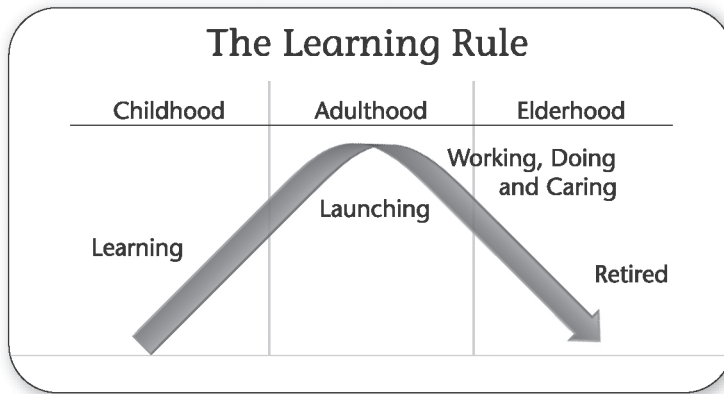 The Learning Rule
Childhood Adulthood Elderhood
Working, Doing
and Caring
Launching
Learning
Retired